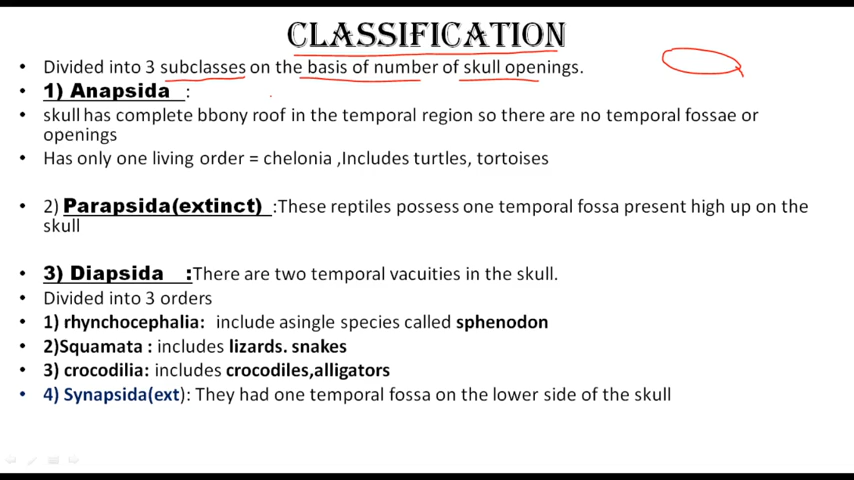 CLASSIFICATION
• Divided into 3 subclasses on the basis of number of skull openings.
• 1) Anapsida :
• skull has complete bbony roof in the temporal region so there are no temporal fossae or
openings
• Has only one living order = chelonia ,Includes turtles, tortoises
• 2) Parapsida(extinct) :These reptiles possess one temporal fossa present high up on the
skull
• 3) Diapsida :There are two temporal vacuities in the skull.
• Divided into 3 orders
• 1) rhynchocephalia: include asingle species called sphenodon
• 2)Squamata : includes lizards. snakes
• 3) crocodilia: includes crocodiles,alligators
• 4) Synapsida(ext): They had one temporal fossa on the lower side of the skull